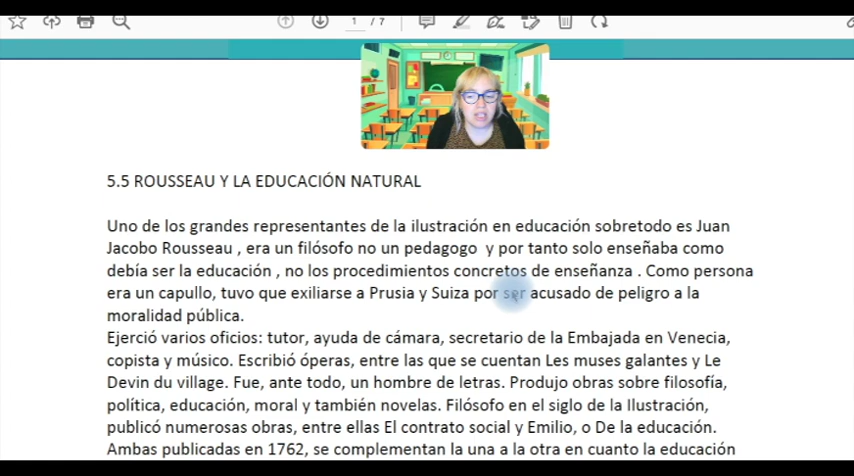 1 / 7
5.5 ROUSSEAU Y LA EDUCACIÓN NATURAL
Uno de los grandes representantes de la ilustración en educación sobretodo es Juan
Jacobo Rousseau , era un filósofo no un pedagogo y por tanto solo enseñaba como
debía ser la educación , no los procedimientos concretos de enseñanza . Como persona
era un capullo, tuvo que exiliarse a Prusia y Suiza por ser acusado de peligro a la
moralidad pública.
Ejerció varios oficios: tutor, ayuda de cámara, secretario de la Embajada en Venecia,
copista y músico. Escribió óperas, entre las que se cuentan Les muses galantes y Le
Devin du village. Fue, ante todo, un hombre de letras. Produjo obras sobre filosofía,
política, educación, moral y también novelas. Filósofo en el siglo de la Ilustración,
publicó numerosas obras, entre ellas El contrato social y Emilio, o De la educación.
Ambas publicadas en 1762, se complementan la una a la otra en cuanto la educación